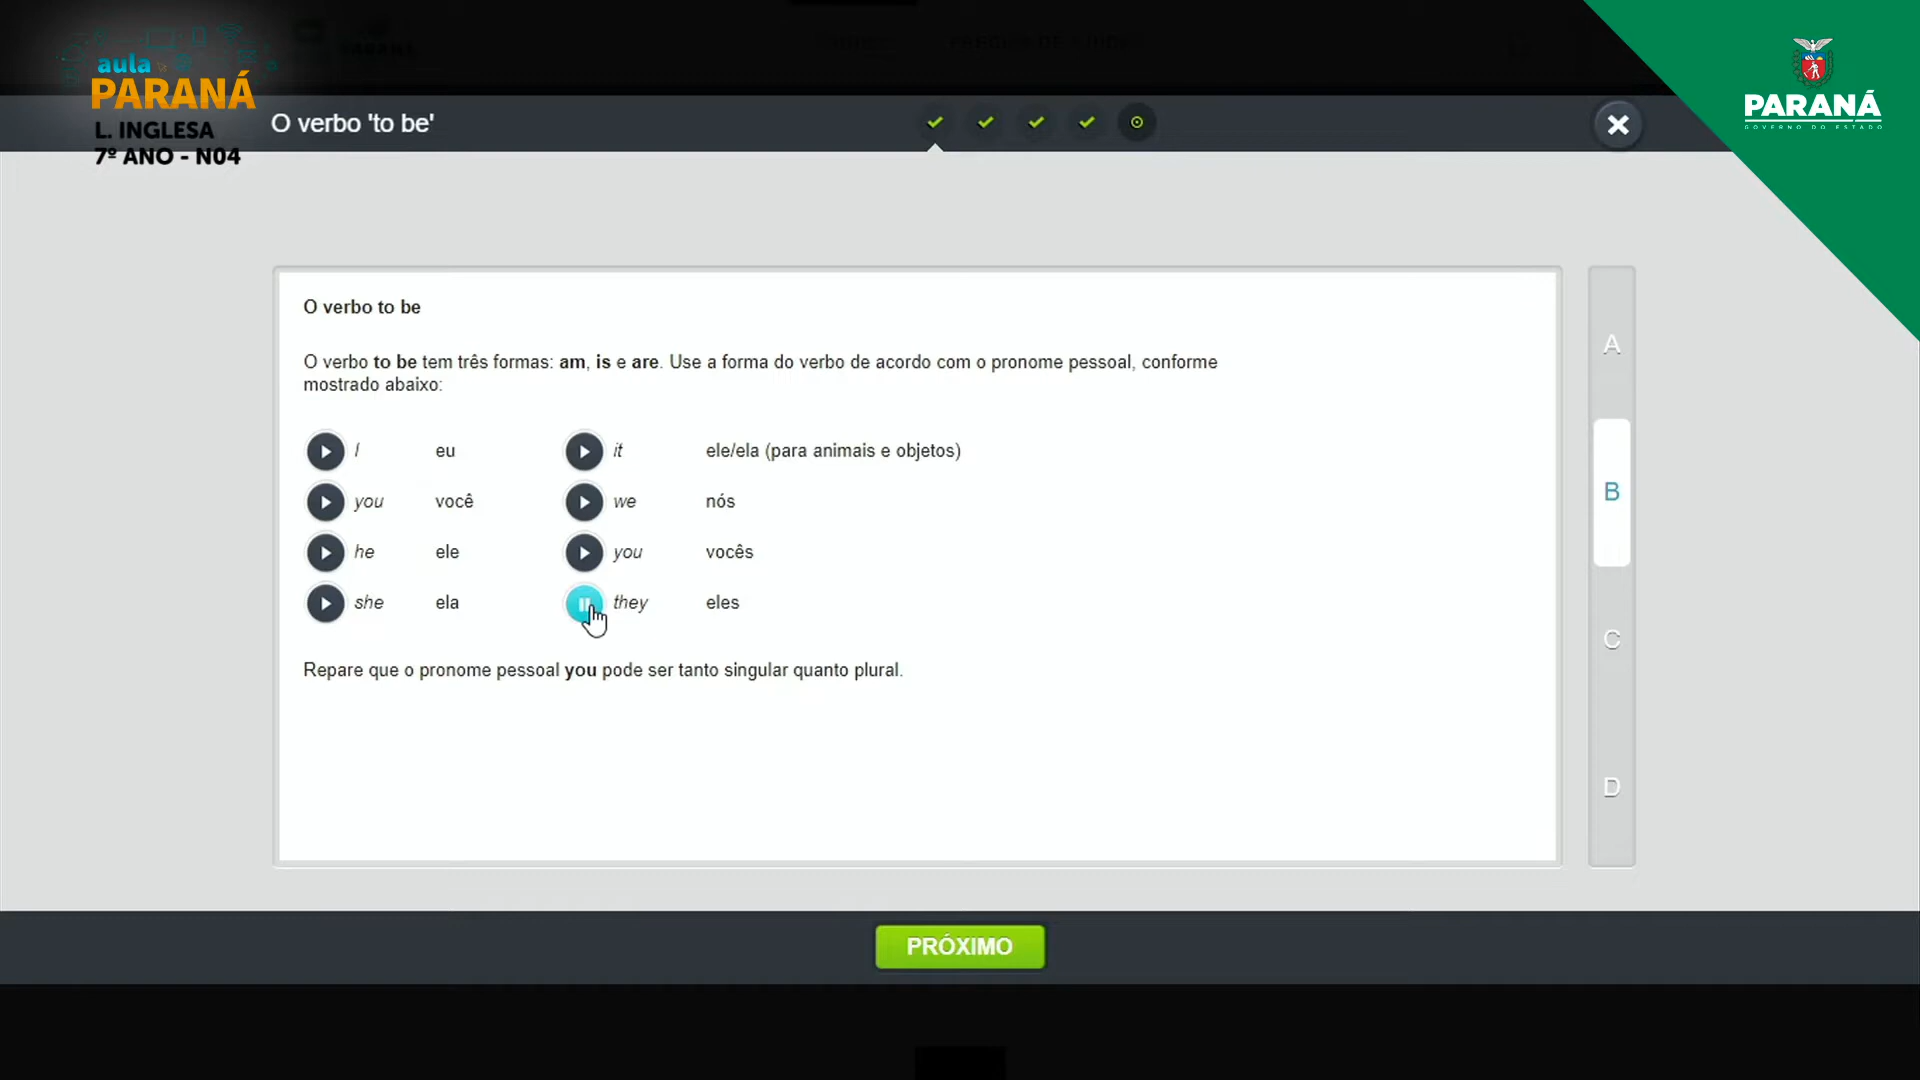 aula
PARANÁ
L. INGLESA
7º ANO - N04
O verbo 'to be'
PARANÁ
GOVERNO DO ESTADO
O verbo to be
O verbo to be tem três formas: am, is e are. Use a forma do verbo de acordo com o pronome pessoal, conforme
mostrado abaixo:
I eu it ele/ela (para animais e objetos)
you você we nós
he ele you vocês
she ela they eles
Repare que o pronome pessoal you pode ser tanto singular quanto plural.
A
B
C
D
PRÓXIMO